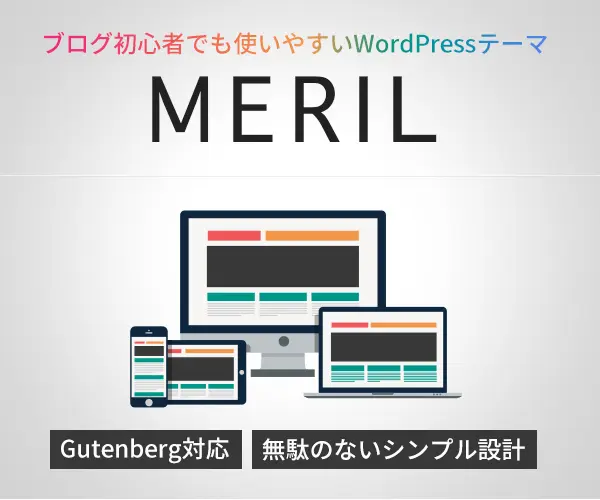 ブログ初心者でも使いやすいWordPressテーマ
MERIL
Gutenberg対応
無駄のないシンプル設計